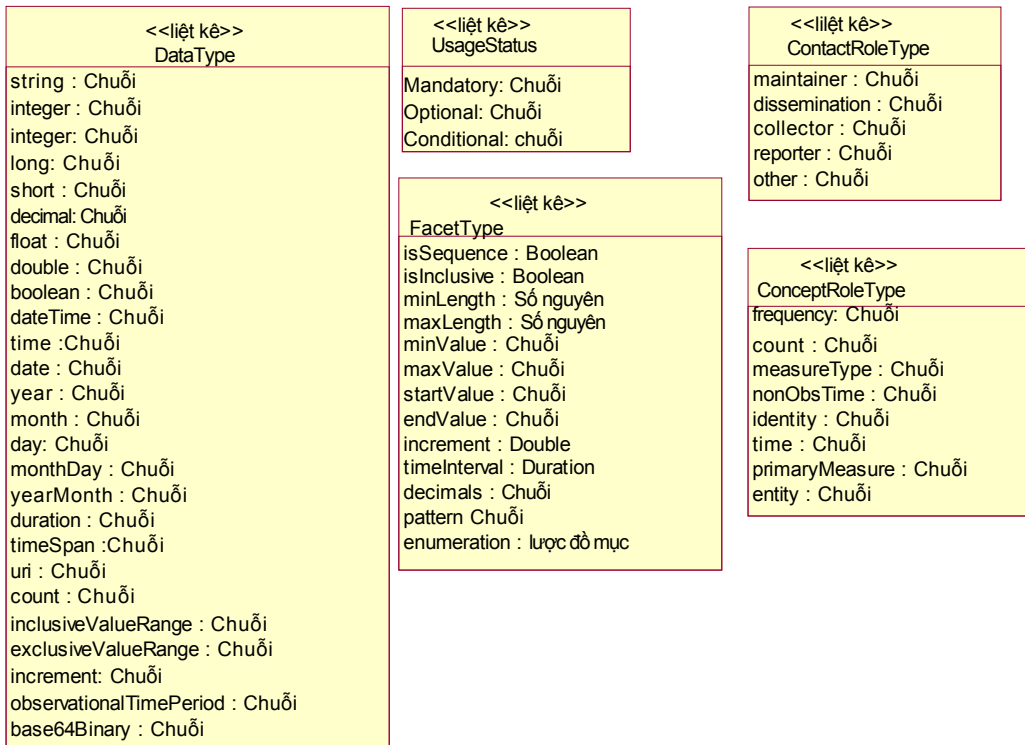 <<liệt kê>>
DataType
string : Chuỗi
integer : Chuỗi
integer: Chuỗi
long: Chuỗi
short : Chuỗi
decimal: Chuỗi
float : Chuỗi
double : Chuỗi
boolean : Chuỗi
dateTime : Chuỗi
time :Chuỗi
date : Chuỗi
year : Chuỗi
month : Chuỗi
day: Chuỗi
monthDay : Chuỗi
yearMonth : Chuỗi
duration : Chuỗi
timeSpan :Chuỗi
uri : Chuỗi
count : Chuỗi
inclusiveValueRange : Chuỗi
exclusiveValueRange : Chuỗi
increment: Chuỗi
observationalTimePeriod : Chuỗi
base64Binary : Chuỗi
<<liệt kê>>
UsageStatus
Mandatory: Chuỗi
Optional: Chuỗi
Conditional: chuỗi
<<liệt kê>>
FacetType
isSequence : Boolean
isInclusive : Boolean
minLength : Số nguyên
maxLength : Số nguyên
minValue : Chuỗi
maxValue : Chuỗi
startValue : Chuỗi
endValue : Chuỗi
increment : Double
timeInterval : Duration
decimals : Chuỗi
pattern Chuỗi
enumeration : lược đồ mục
<<lilệt kê>>
ContactRoleType
maintainer : Chuỗi
dissemination : Chuỗi
collector : Chuỗi
reporter : Chuỗi
other : Chuỗi
<<liệt kê>>
ConceptRoleType
frequency: Chuỗi
count : Chuỗi
measureType : Chuỗi
nonObsTime : Chuỗi
identity : Chuỗi
time : Chuỗi
primaryMeasure : Chuỗi
entity : Chuỗi